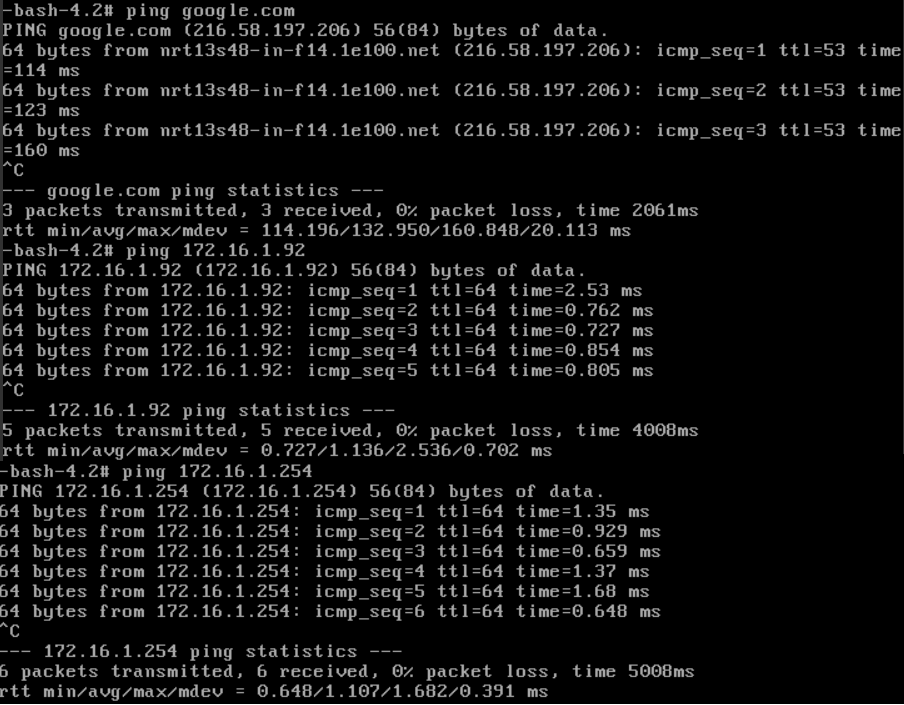 -bash-4.2# ping google.com
PING google.com (216.58.197.206) 56(84) bytes of data.
64 bytes from nrt13s48-in-f14.1e100.net (216.58.197.206): icmp_seq=1 ttl=53 time
=114 ms
64 bytes from nrt13s48-in-f14.1e100.net (216.58.197.206): icmp_seq=2 ttl=53 time
=123 ms
64 bytes from nrt13s48-in-f14.1e100.net (216.58.197.206): icmp_seq=3 ttl=53 time
=160 ms
^C
--- google.com ping statistics ---
3 packets transmitted, 3 received, 0% packet loss, time 2061ms
rtt min/avg/max/mdev = 114.196/132.950/160.848/20.113 ms
-bash-4.2# ping 172.16.1.92
PING 172.16.1.92 (172.16.1.92) 56(84) bytes of data.
64 bytes from 172.16.1.92: icmp_seq=1 ttl=64 time=2.53 ms
64 bytes from 172.16.1.92: icmp_seq=2 ttl=64 time=0.762 ms
64 bytes from 172.16.1.92: icmp_seq=3 ttl=64 time=0.727 ms
64 bytes from 172.16.1.92: icmp_seq=4 ttl=64 time=0.854 ms
64 bytes from 172.16.1.92: icmp_seq=5 ttl=64 time=0.805 ms
^C
--- 172.16.1.92 ping statistics ---
5 packets transmitted, 5 received, 0% packet loss, time 4008ms
rtt min/avg/max/mdev = 0.727/1.136/2.536/0.702 ms
-bash-4.2# ping 172.16.1.254
PING 172.16.1.254 (172.16.1.254) 56(84) bytes of data.
64 bytes from 172.16.1.254: icmp_seq=1 ttl=64 time=1.35 ms
64 bytes from 172.16.1.254: icmp_seq=2 ttl=64 time=0.929 ms
64 bytes from 172.16.1.254: icmp_seq=3 ttl=64 time=0.659 ms
64 bytes from 172.16.1.254: icmp_seq=4 ttl=64 time=1.37 ms
64 bytes from 172.16.1.254: icmp_seq=5 ttl=64 time=1.68 ms
64 bytes from 172.16.1.254: icmp_seq=6 ttl=64 time=0.648 ms
^C
--- 172.16.1.254 ping statistics ---
6 packets transmitted, 6 received, 0% packet loss, time 5008ms
rtt min/avg/max/mdev = 0.648/1.107/1.682/0.391 ms